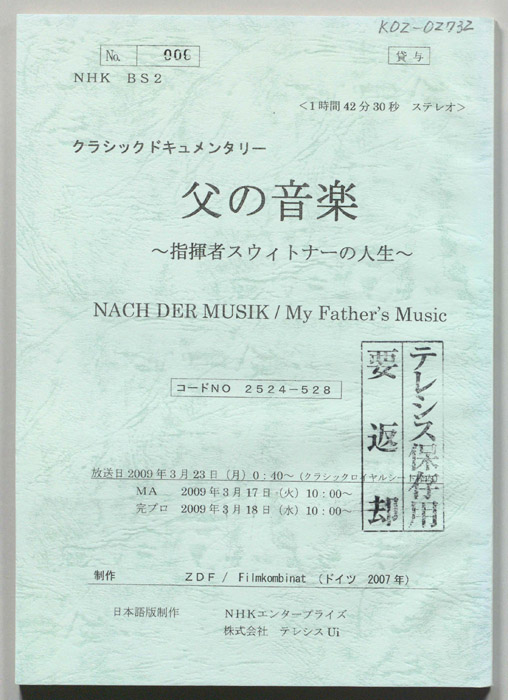 KDZ-02732
No. 006
貸与
NHK BS2
<1時間42分30秒 ステレオ>
クラシックドキュメンタリー
父の音楽
~指揮者スウィトナーの人生~
NACH DER MUSIK / My Father's Music
テレシス保存用
要返却
コードNO 2524-528
放送日2009年3月23日(月)0:40~(クラシックロイヤルシート
MA 2009年3月17日(火)10:00~
完プロ 2009年3月18日(水)10:00~
制作 ZDF / Filmkombinat (ドイツ 2007年)
日本語版制作 NHKエンタープライズ
株式会社 テレシスUi